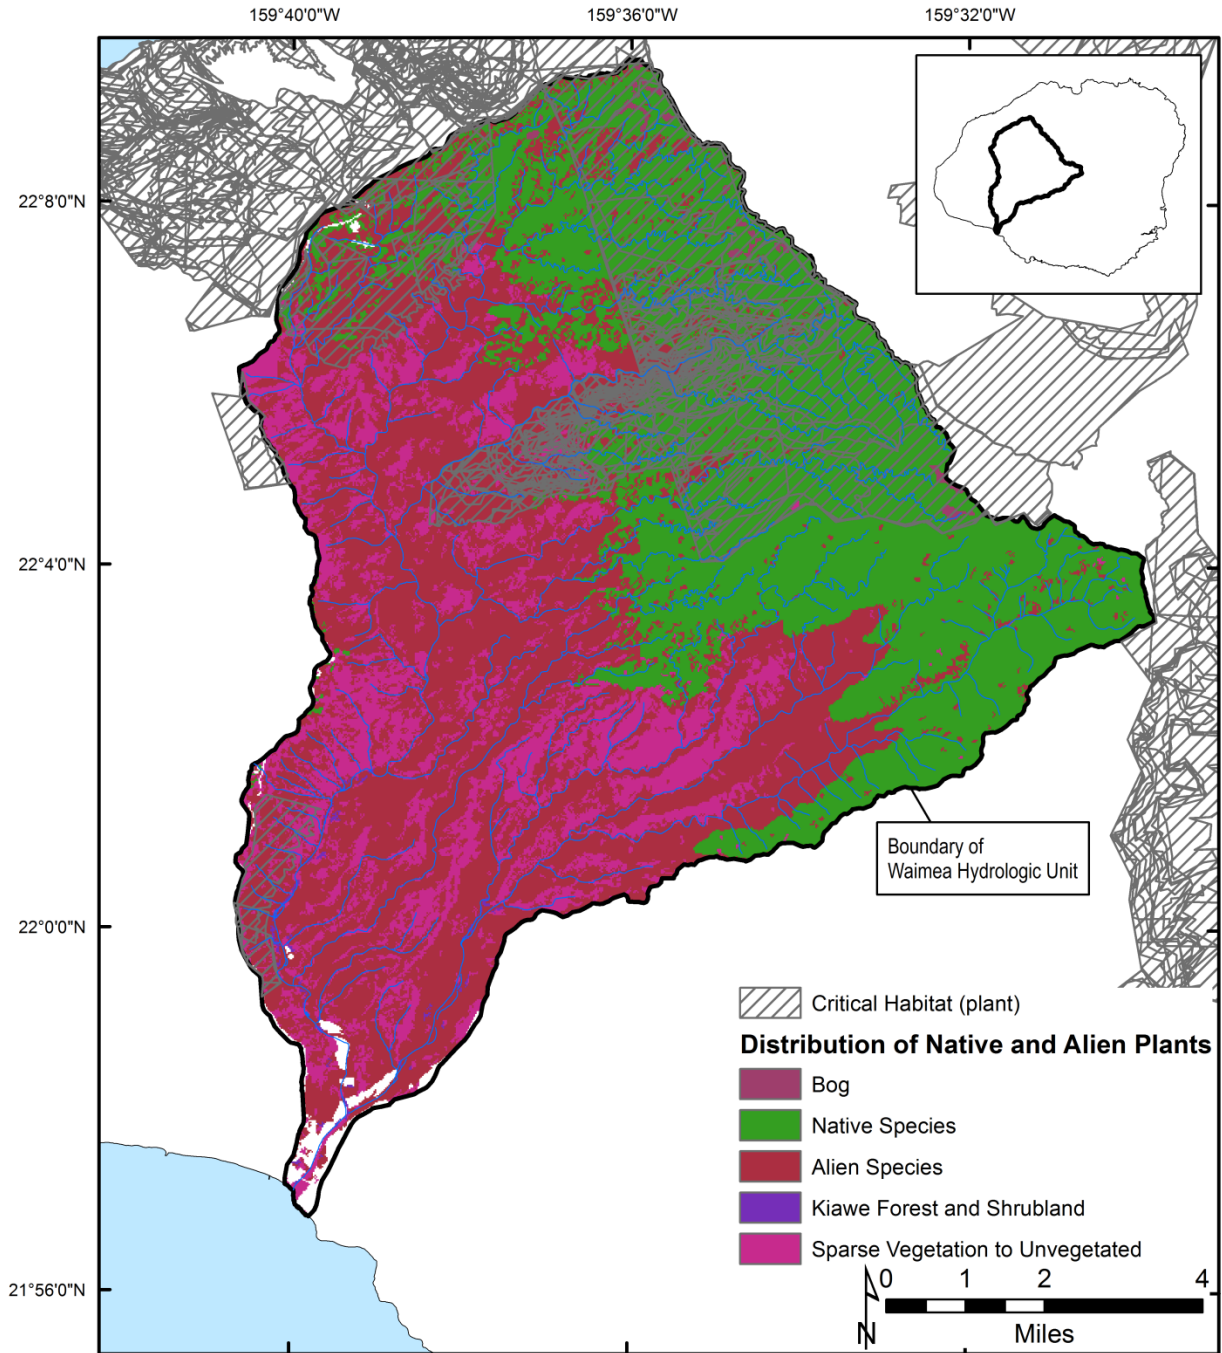 159°40'0"W
159°36'0"W
159°32'0"W
22°8'0"N
22°4'0"N
22°0'0"N
21°56'0"N
Boundary of
Waimea Hydrologic Unit
Critical Habitat (plant)
Distribution of Native and Alien Plants
Bog
Native Species
Alien Species
Kiawe Forest and Shrubland
Sparse Vegetation to Unvegetated
N
0 1 2 4
Miles